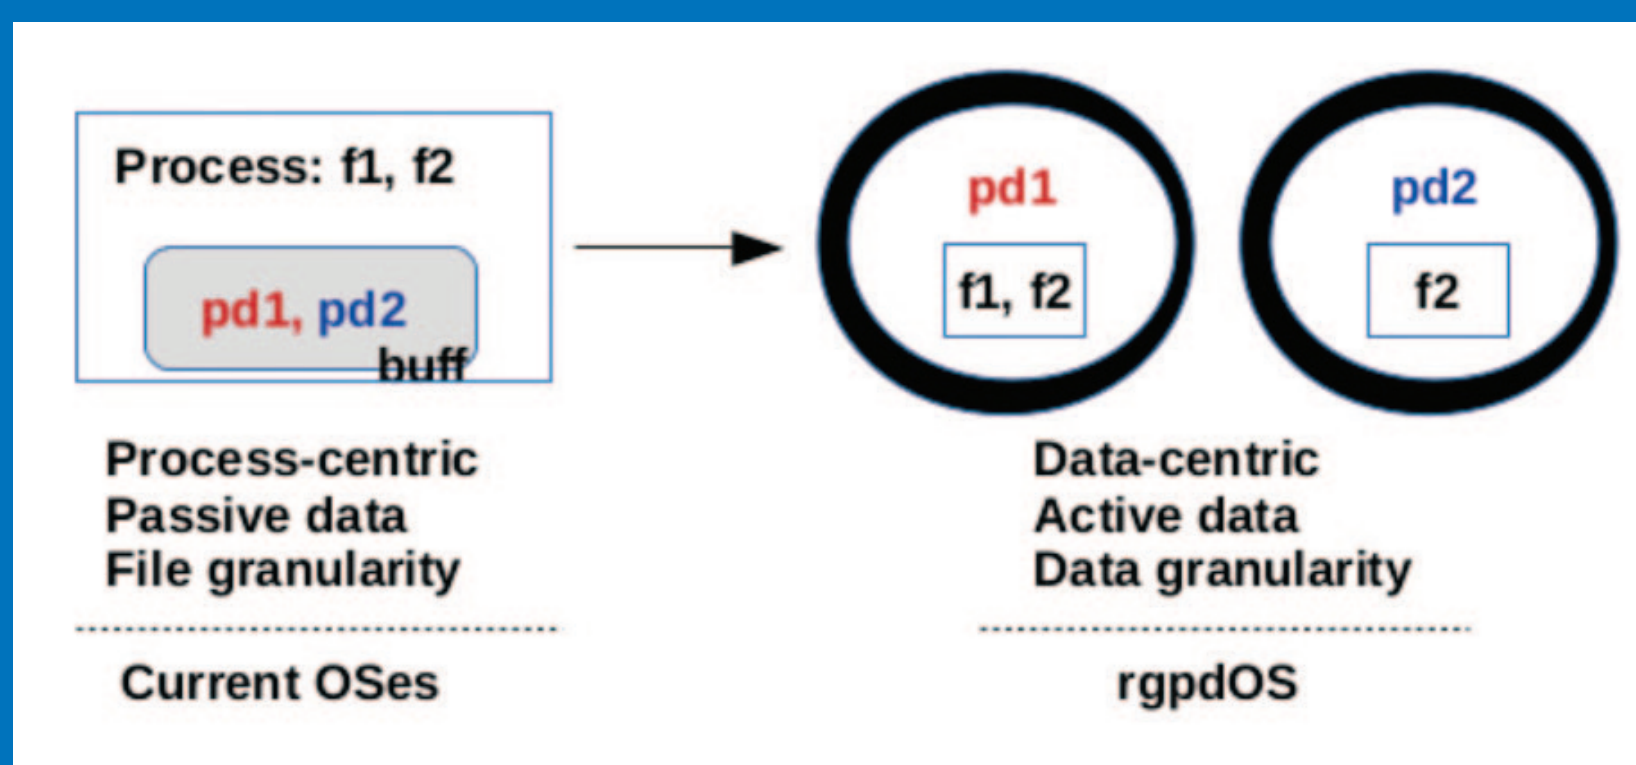 Process: f1, f2
pd1, pd2
buff
Process-centric
Passive data
File granularity
Current OSes
pd1
f1, f2
pd2
f2
Data-centric
Active data
Data granularity
rgpdOS